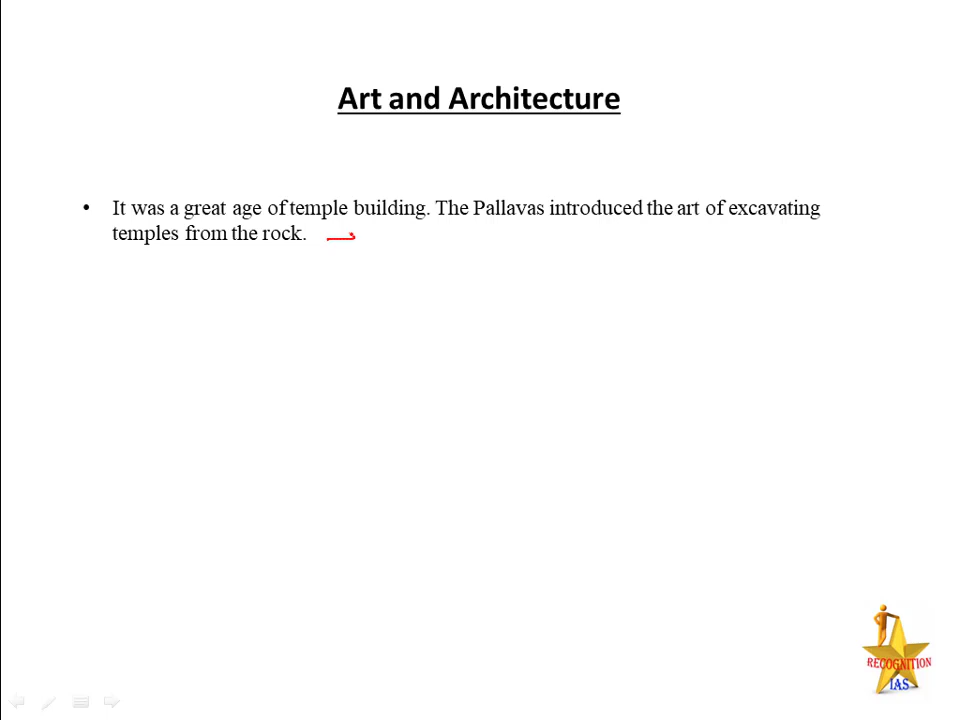 Art and Architecture
• It was a great age of temple building. The Pallavas introduced the art of excavating
temples from the rock.
RECOGNITION
IAS